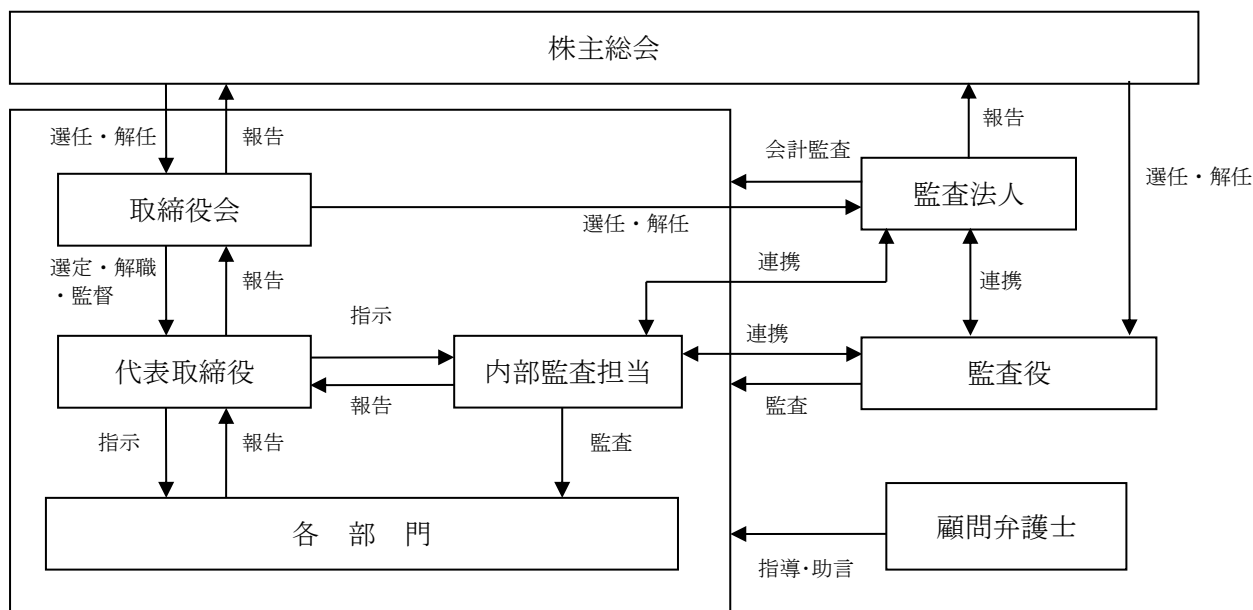 株主総会
選任・解任
報告
報告
会計監査
選任・解任
取締役会
監査法人
選任・解任
選定・解職
・監督
報告
連携
連携
指示
連携
代表取締役
内部監査担当
監査役
報告
監査
指示
報告
監査
各 部 門
顧問弁護士
指導・助言